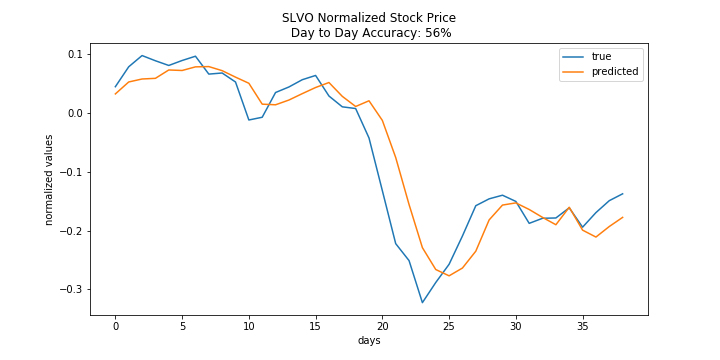 SLVO Normalized Stock Price
Day to Day Accuracy: 56%
true
predicted
normalized values
0.1
0.0
−0.1
−0.2
−0.3
0 5 10 15 20 25 30 35
days